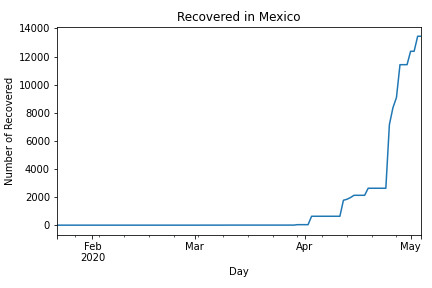 Recovered in Mexico
14000
12000
10000
8000
6000
4000
2000
0
Number of Recovered
Feb
2020
Mar
Apr
May
Day